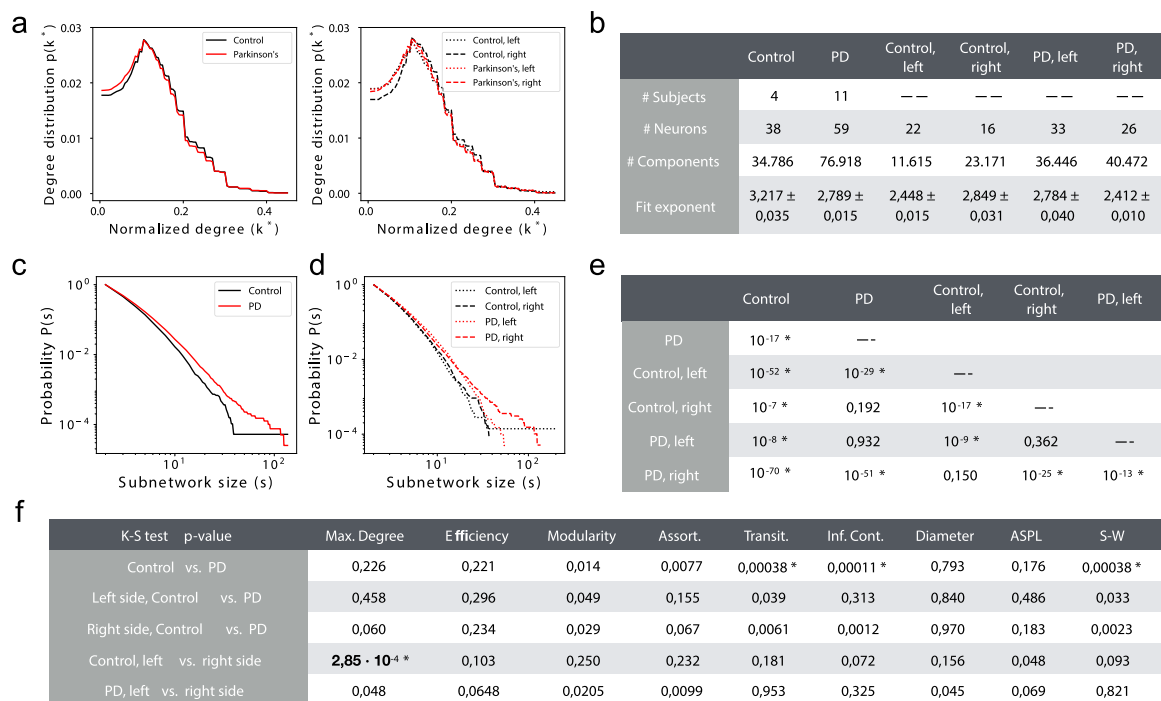 a
Degree distribution p(k*)
0.03
0.02
0.01
0.00
Control
Parkinson's
0.0 0.2 0.4
Normalized degree (k*)
Degree distribution p(k*)
0.03
0.02
0.01
0.00
Control, left
Control, right
Parkinson's, left
Parkinson's, right
0.0 0.2 0.4
Normalized degree (k*)
b
Control PD Control, left Control, right PD, left PD, right
# Subjects 4 11 —— —— —— ——
# Neurons 38 59 22 16 33 26
# Components 34.786 76.918 11.615 23.171 36.446 40.472
Fit exponent 3,217 ± 0,035 2,789 ± 0,015 2,448 ± 0,015 2,849 ± 0,031 2,784 ± 0,040 2,412 ± 0,010
c
Probability P(s)
10⁰
10⁻²
10⁻⁴
Control
PD
10¹ 10²
Subnetwork size (s)
d
Probability P(s)
10⁰
10⁻²
10⁻⁴
Control, left
Control, right
PD, left
PD, right
10¹ 10²
Subnetwork size (s)
e
Control PD Control, left Control, right PD, left
PD 10⁻¹⁷ * —-
Control, left 10⁻⁵² * 10⁻²⁹ * —-
Control, right 10⁻⁷ * 0,192 10⁻¹⁷ * —-
PD, left 10⁻⁸ * 0,932 10⁻⁹ * 0,362 —-
PD, right 10⁻⁷⁰ * 10⁻⁵¹ * 0,150 10⁻²⁵ * 10⁻¹³ *
f
K-S test p-value Max. Degree Efficiency Modularity Assort. Transit. Inf. Cont. Diameter ASPL S-W
Control vs. PD 0,226 0,221 0,014 0,0077 0,00038 * 0,00011 * 0,793 0,176 0,00038 *
Left side, Control vs. PD 0,458 0,296 0,049 0,155 0,039 0,313 0,840 0,486 0,033
Right side, Control vs. PD 0,060 0,234 0,029 0,067 0,0061 0,0012 0,970 0,183 0,0023
Control, left vs. right side 2,85 · 10⁻⁴ * 0,103 0,250 0,232 0,181 0,072 0,156 0,048 0,093
PD, left vs. right side 0,048 0,0648 0,0205 0,0099 0,953 0,325 0,045 0,069 0,821